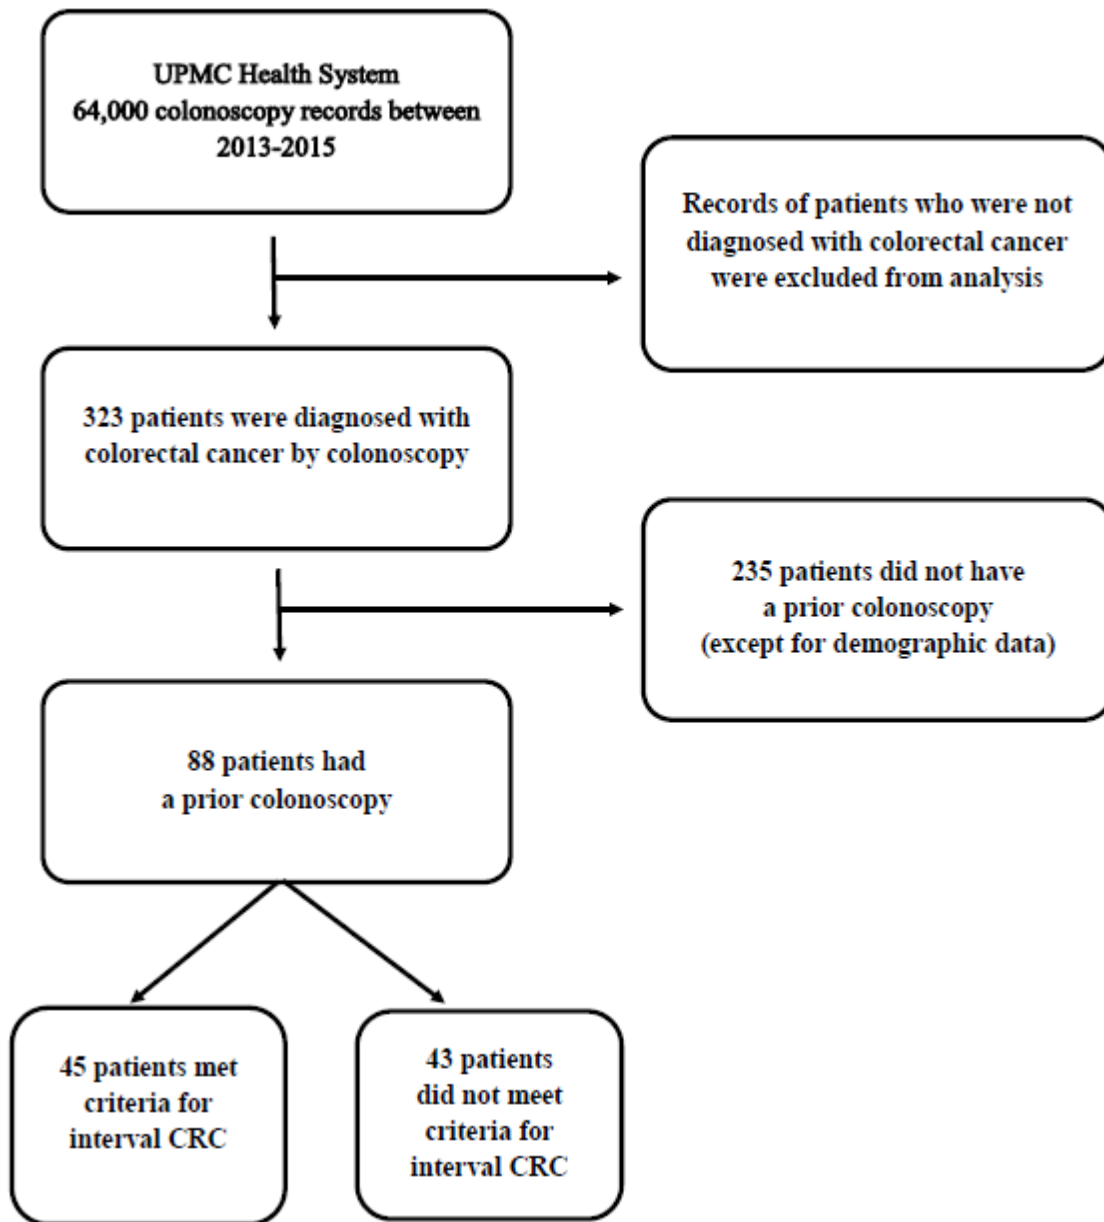 UPMC Health System
64,000 colonoscopy records between
2013-2015
Records of patients who were not
diagnosed with colorectal cancer
were excluded from analysis
323 patients were diagnosed with
colorectal cancer by colonoscopy
235 patients did not have
a prior colonoscopy
(except for demographic data)
88 patients had
a prior colonoscopy
45 patients met
criteria for
interval CRC
43 patients
did not meet
criteria for
interval CRC